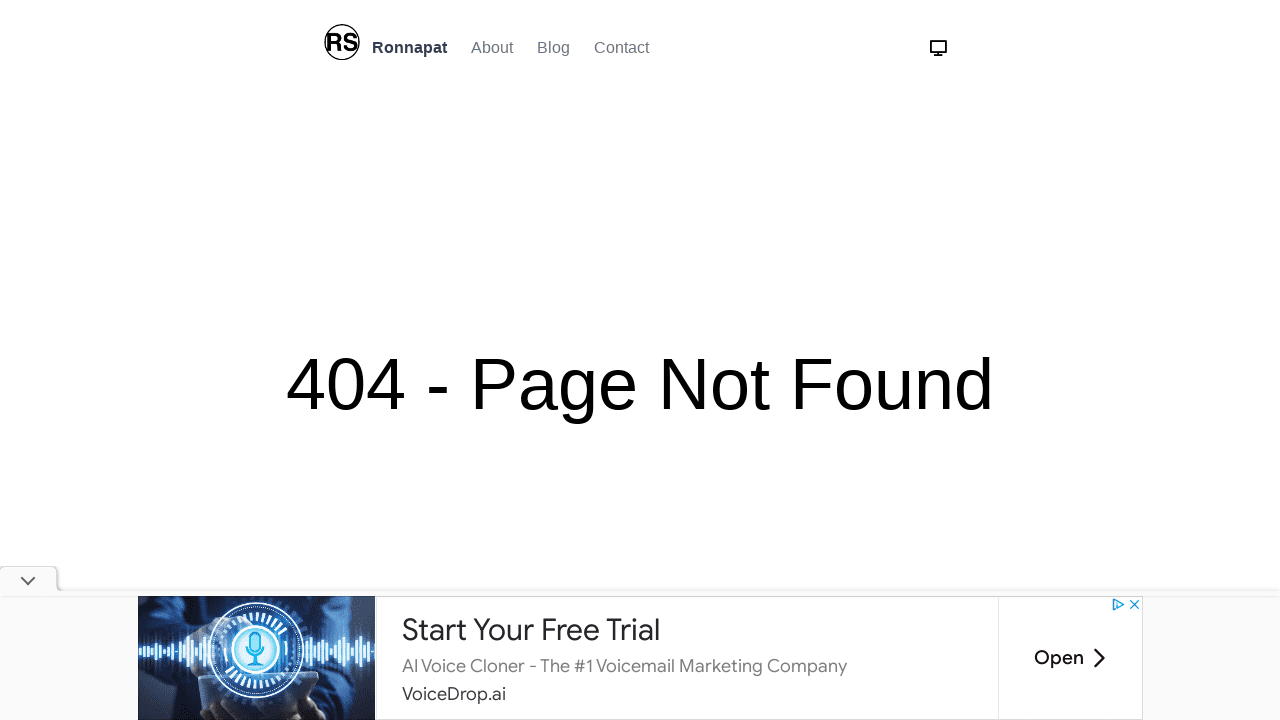 RS Ronnapat About Blog Contact
404 - Page Not Found
Start Your Free Trial
AI Voice Cloner - The #1 Voicemail Marketing Company
VoiceDrop.ai
Open